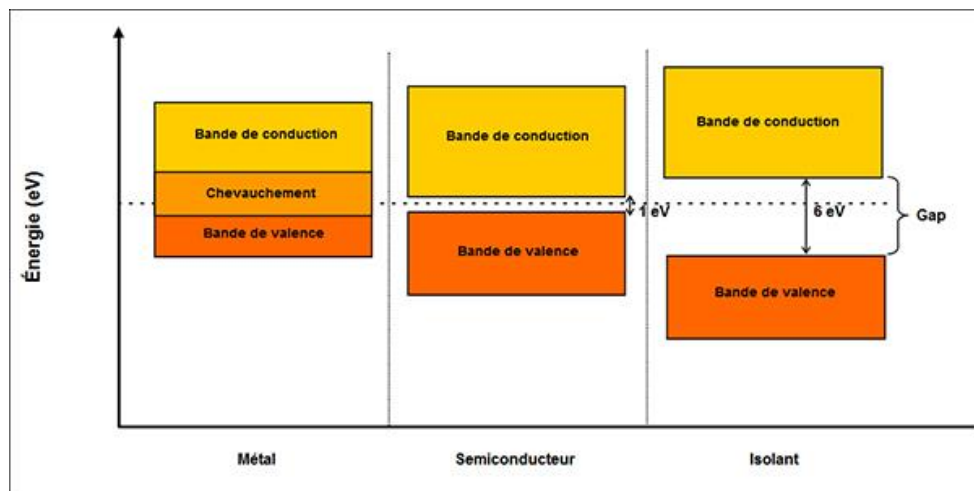 Énergie (eV)
Bande de conduction
Chevauchement
Bande de valence
Bande de conduction
1 eV
Bande de valence
Bande de conduction
6 eV
Gap
Bande de valence
Métal
Semiconducteur
Isolant